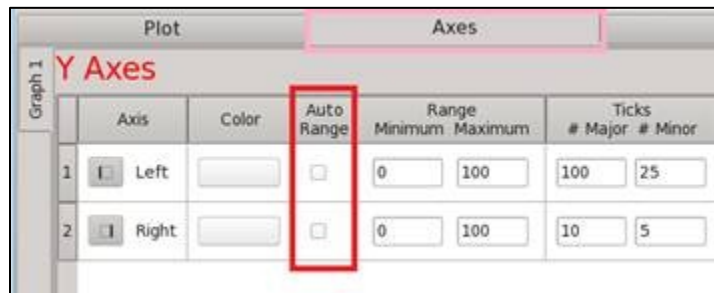 Plot Axes
Graph 1
Y Axes
Axis Color Auto Range Range Minimum Maximum Ticks # Major # Minor
1 Left 0 100 100 25
2 Right 0 100 10 5